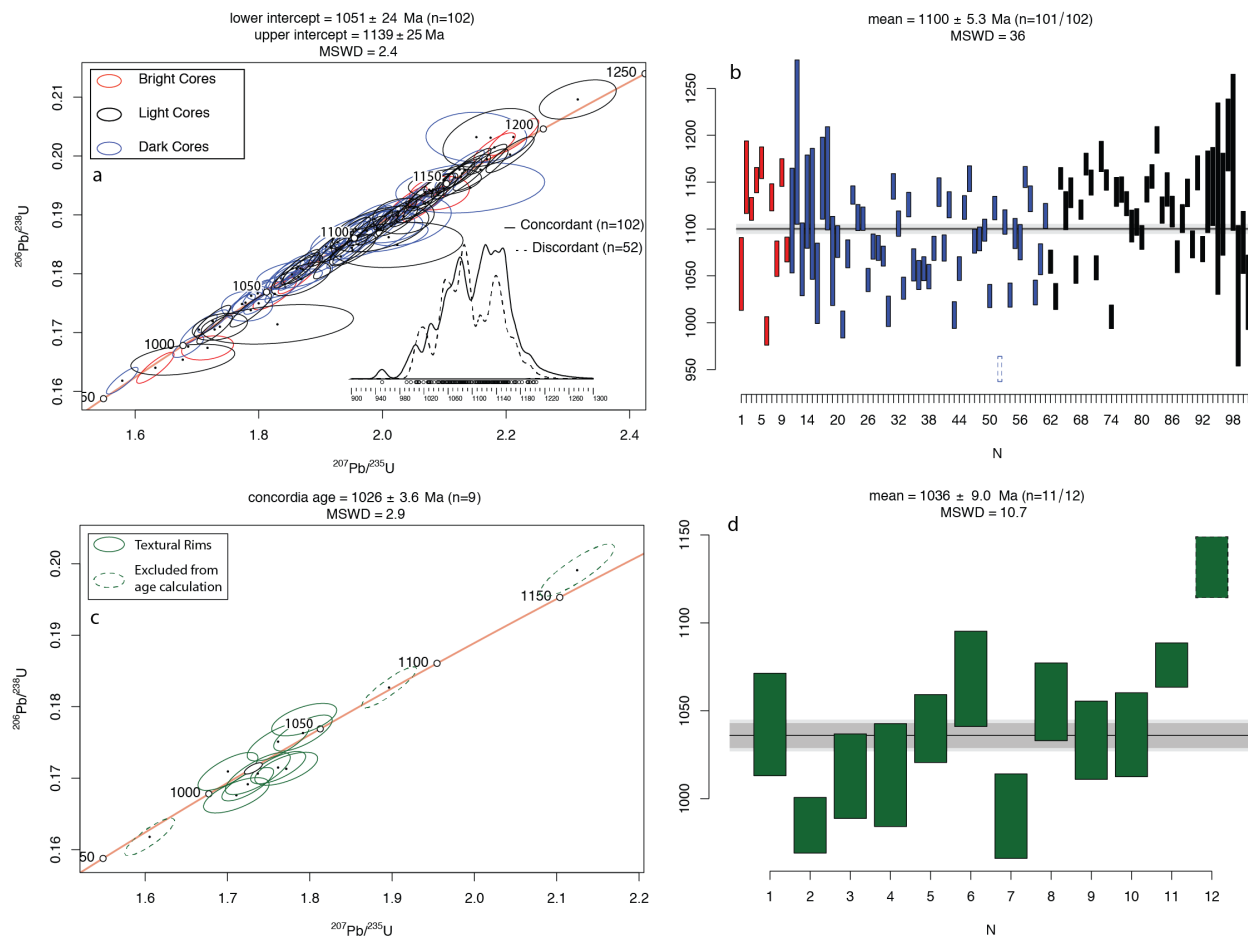 lower intercept = 1051 ± 24 Ma (n=102)
upper intercept = 1139 ± 25 Ma
MSWD = 2.4
Bright Cores
Light Cores
Dark Cores
a
1250
1200
1150
1100
1050
1000
50
Concordant (n=102)
Discordant (n=52)
900 940 980 1020 1060 1100 1140 1180 1220 1260 1300
0.21
0.20
0.19
0.18
0.17
0.16
²⁰⁶Pb/²³⁸U
1.6 1.8 2.0 2.2 2.4
²⁰⁷Pb/²³⁵U
mean = 1100 ± 5.3 Ma (n=101/102)
MSWD = 36
b
1250
1200
1150
1100
1050
1000
950
1 5 9 14 20 26 32 38 44 50 56 62 68 74 80 86 92 98
N
concordia age = 1026 ± 3.6 Ma (n=9)
MSWD = 2.9
Textural Rims
Excluded from
age calculation
c
1150
1100
1050
1000
50
0.20
0.19
0.18
0.17
0.16
²⁰⁶Pb/²³⁸U
1.6 1.7 1.8 1.9 2.0 2.1 2.2
²⁰⁷Pb/²³⁵U
mean = 1036 ± 9.0 Ma (n=11/12)
MSWD = 10.7
d
1150
1100
1050
1000
1 2 3 4 5 6 7 8 9 10 11 12
N